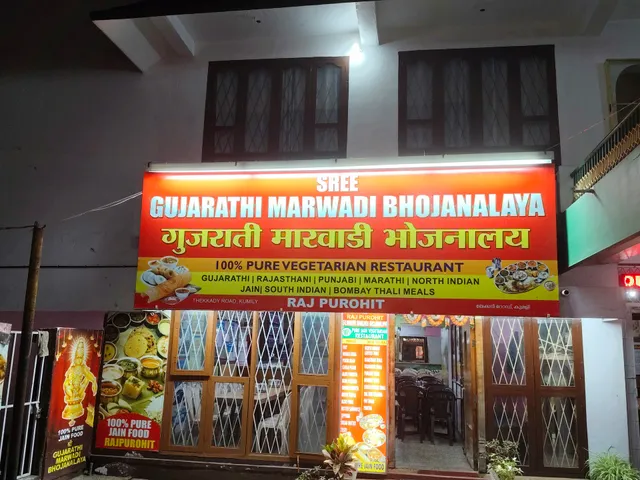 SREE
GUJARATHI MARWADI BHOJANALAYA
गुजराती मारवाडी भोजनालय
100% PURE VEGETARIAN RESTAURANT
GUJARATHI | RAJASTHANI | PUNJABI | MARATHI | NORTH INDIAN
JAIN | SOUTH INDIAN | BOMBAY THALI MEALS
THEKKADY ROAD, KUMILY
RAJ PUROHIT
OU
100% PURE
JAIN FOOD
GUJARATHI
MARWADI
BHOJANALAYA
100% PURE
JAIN FOOD
RAJPUROHIT
RAJ PUROHIT
RESTAURANT